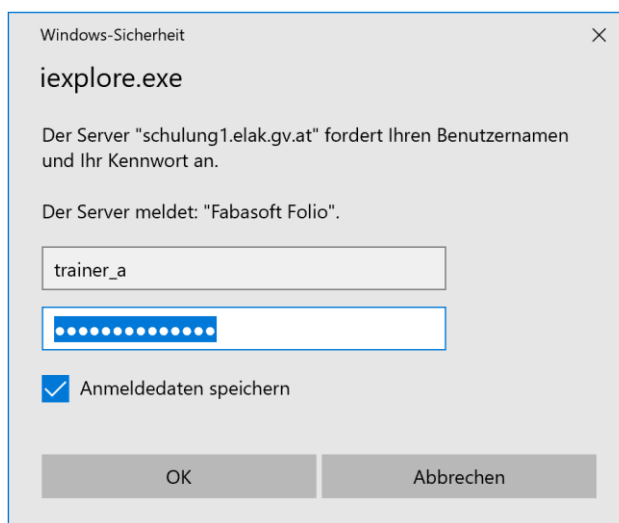 Windows-Sicherheit
iexplore.exe
Der Server "schulung1.elak.gv.at" fordert Ihren Benutzernamen
und Ihr Kennwort an.
Der Server meldet: "Fabasoft Folio".
trainer_a
●●●●●●●●●●●●●●
Anmeldedaten speichern
OK Abbrechen